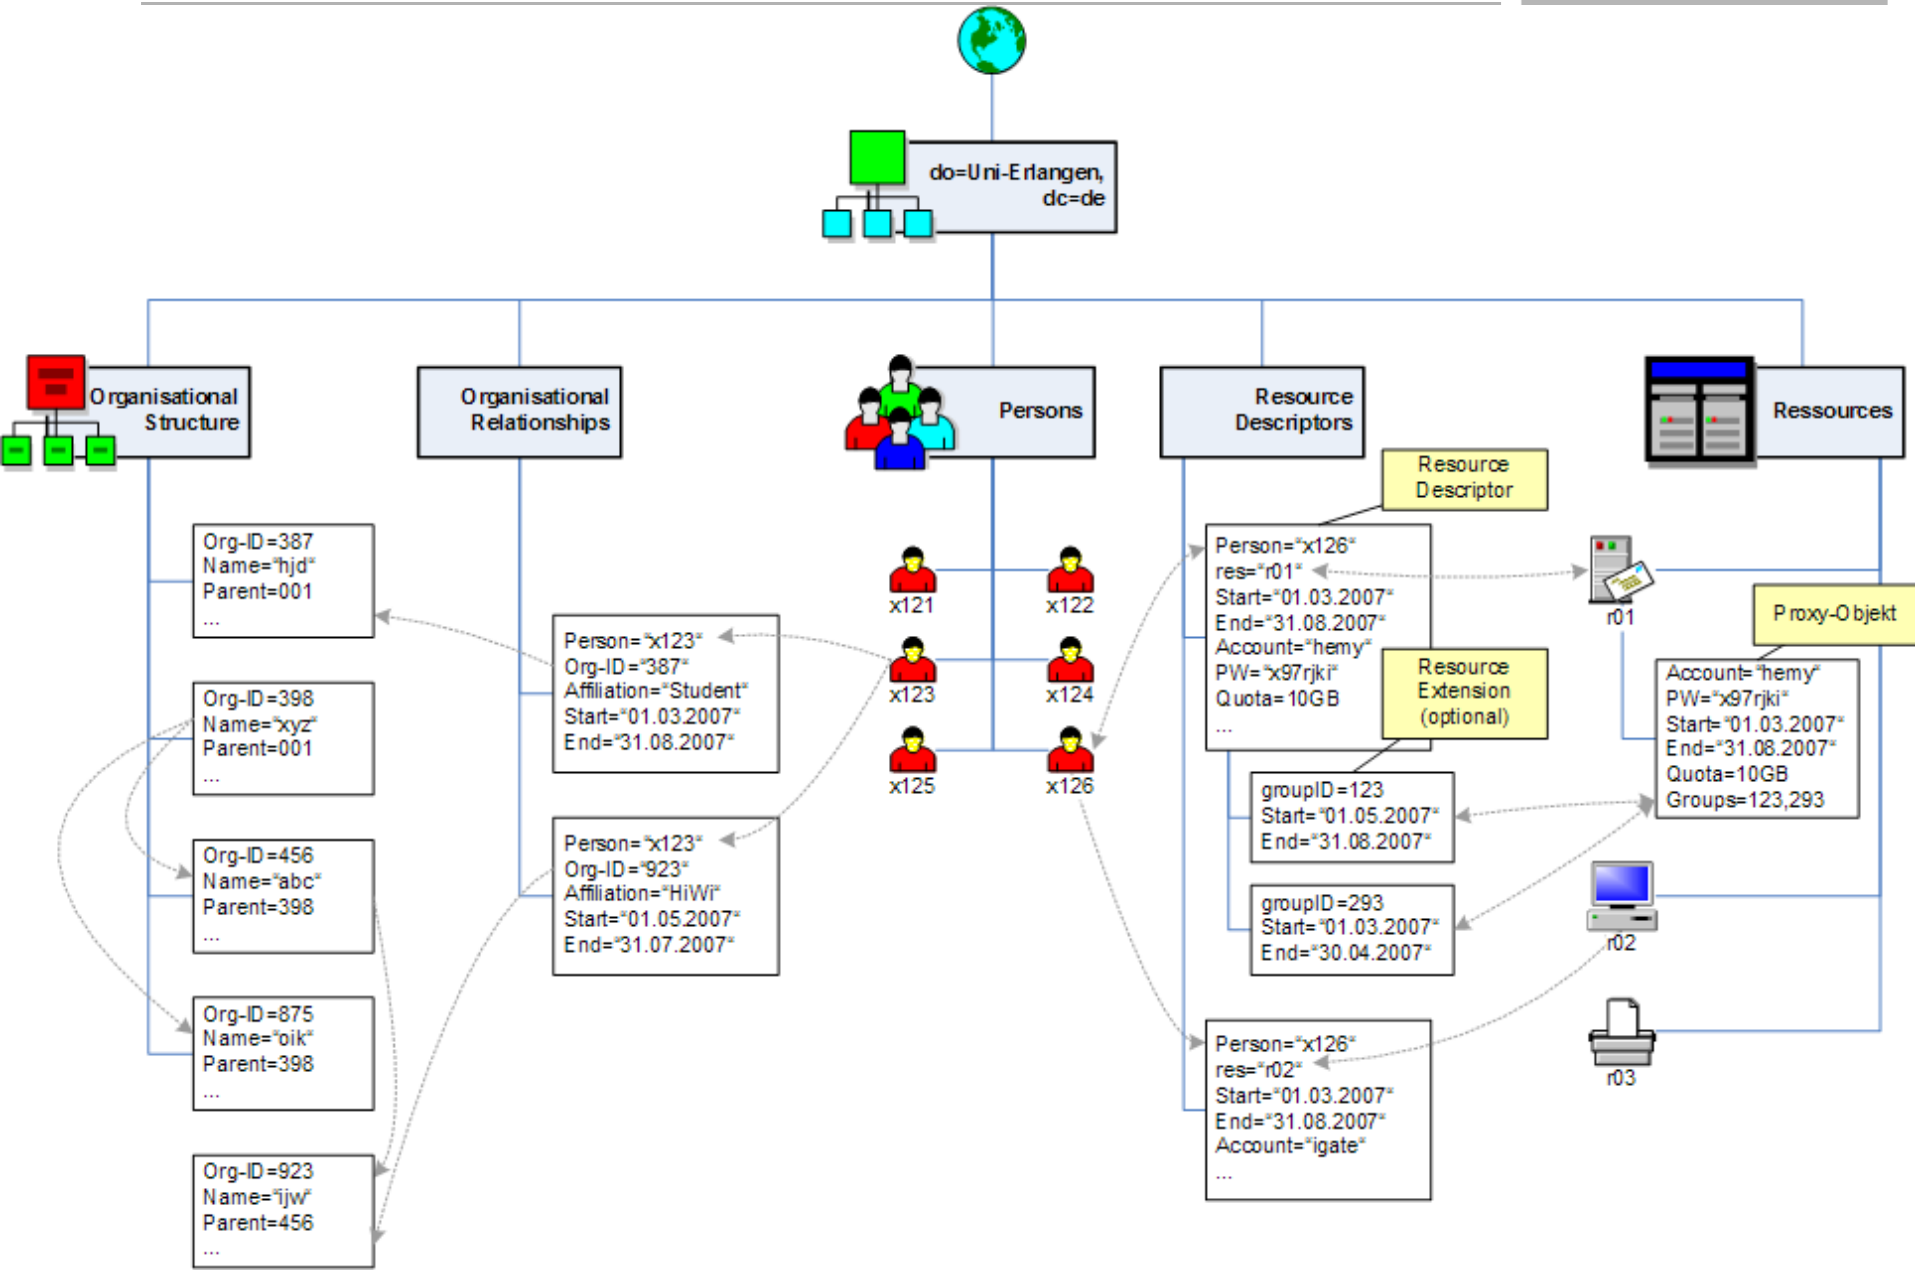 do=Uni-Erlangen,
dc=de
Organisational
Structure
Organisational
Relationships
Persons
Resource
Descriptors
Ressources
Org-ID=387
Name=“hjd“
Parent=001
...
Org-ID=398
Name=“xyz“
Parent=001
...
Org-ID=456
Name=“abc“
Parent=398
...
Org-ID=875
Name=“oik“
Parent=398
...
Org-ID=923
Name=“ijw“
Parent=456
...
Person=“x123“
Org-ID=“387“
Affiliation=“Student“
Start=“01.03.2007“
End=“31.08.2007“
Person=“x123“
Org-ID=“923“
Affiliation=“HiWi“
Start=“01.05.2007“
End=“31.07.2007“
x121
x122
x123
x124
x125
x126
Resource
Descriptor
Person=“x126“
res=“r01“
Start=“01.03.2007“
End=“31.08.2007“
Account=“hemy“
PW=“x97rjki“
Quota=10GB
...
Resource
Extension
(optional)
groupID=123
Start=“01.05.2007“
End=“31.08.2007“
groupID=293
Start=“01.03.2007“
End=“30.04.2007“
Person=“x126“
res=“r02“
Start=“01.03.2007“
End=“31.08.2007“
Account=“igate“
...
r01
Proxy-Objekt
Account=“hemy“
PW=“x97rjki“
Start=“01.03.2007“
End=“31.08.2007“
Quota=10GB
Groups=123,293
r02
r03